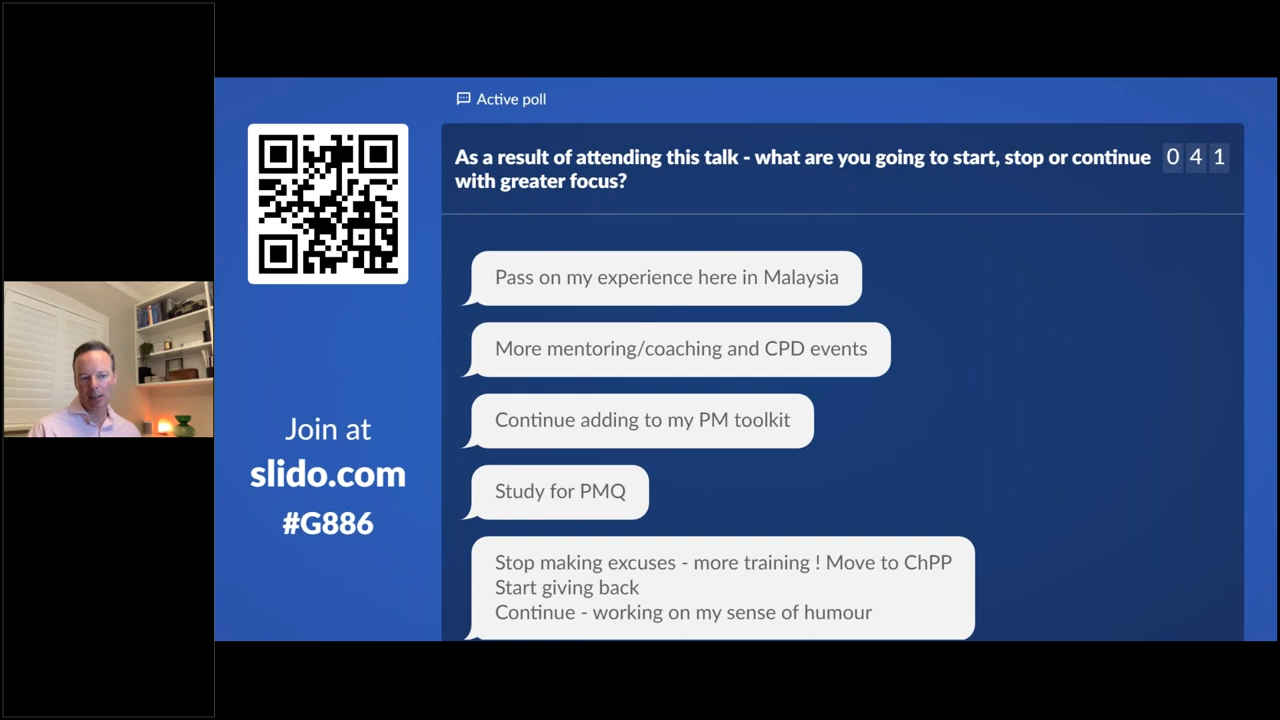 Active poll
As a result of attending this talk - what are you going to start, stop or continue
with greater focus?
0 4 1
Pass on my experience here in Malaysia
More mentoring/coaching and CPD events
Continue adding to my PM toolkit
Study for PMQ
Stop making excuses - more training ! Move to ChPP
Start giving back
Continue - working on my sense of humour
Join at
slido.com
#G886